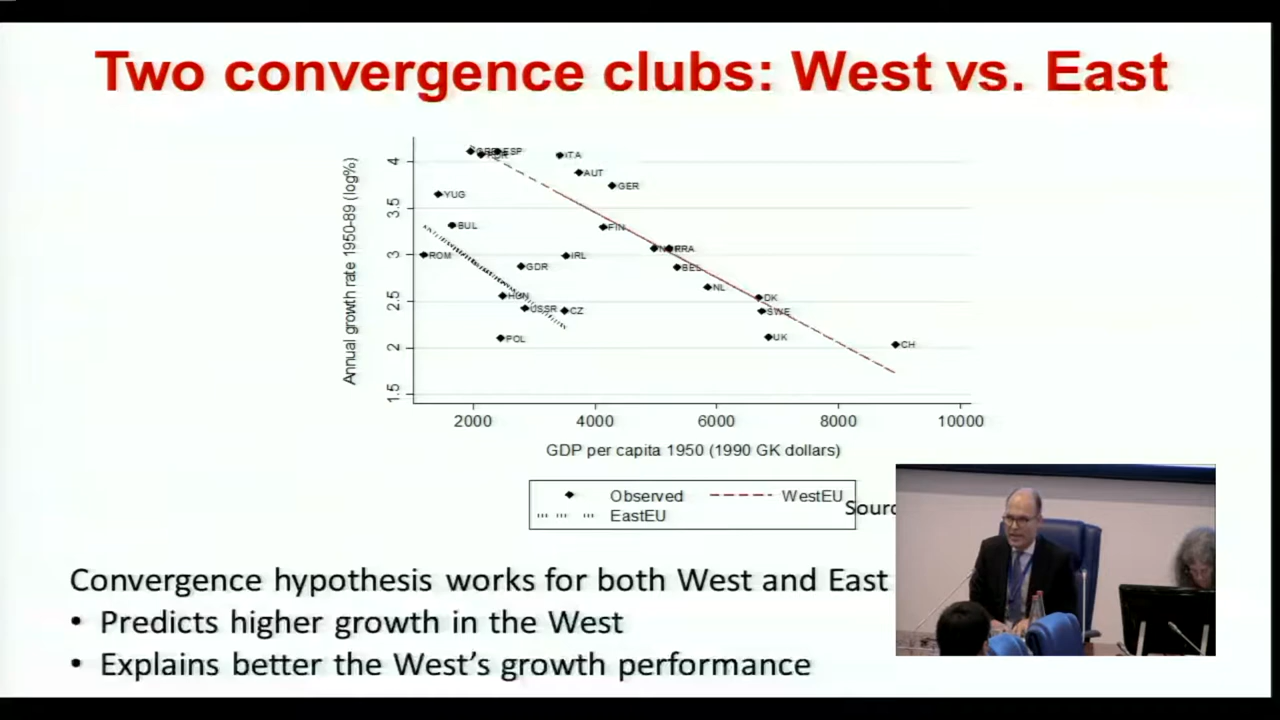 Two convergence clubs: West vs. East
Annual growth rate 1950-89 (log%)
4
3.5
3
2.5
2
1.5
ESP
ITA
AUT
GER
YUG
BUL
FIN
ROM
IRL
FRA
GDR
BEL
NL
HUN
DK
USSR
CZ
SWE
POL
UK
CH
2000 4000 6000 8000 10000
GDP per capita 1950 (1990 GK dollars)
Observed WestEU
EastEU
Convergence hypothesis works for both West and East
• Predicts higher growth in the West
• Explains better the West's growth performance